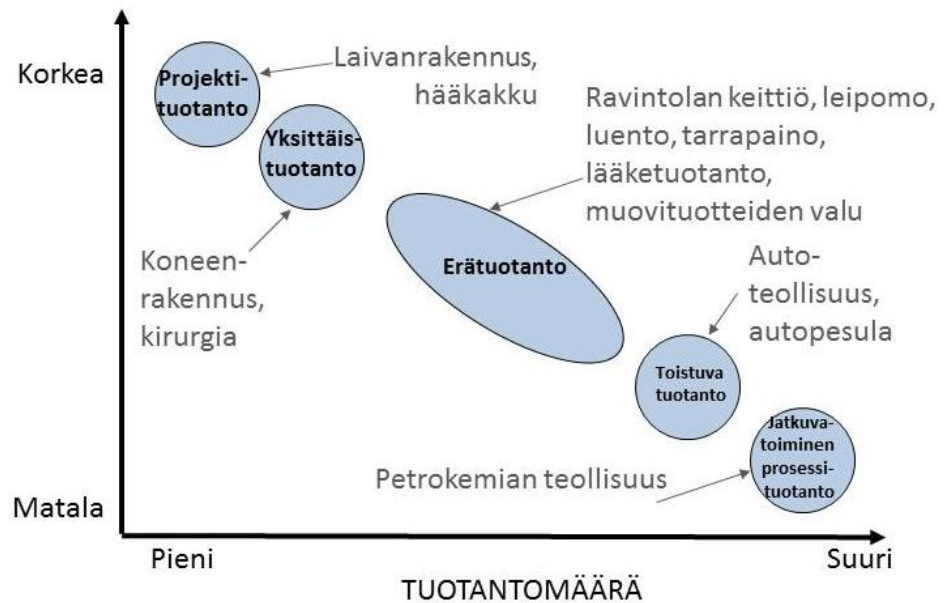 Korkea
Projekti-
tuotanto
Laivanrakennus,
hääkakku
Yksittäis-
tuotanto
Ravintolan keittiö, leipomo,
luento, tarrapaino,
lääketuotanto,
muovituotteiden valu
Koneen-
rakennus,
kirurgia
Erätuotanto
Auto-
teollisuus,
autopesula
Toistuva
tuotanto
Jatkuva-
toiminen
prosessi-
tuotanto
Petrokemian teollisuus
Matala
Pieni
Suuri
TUOTANTOMÄÄRÄ